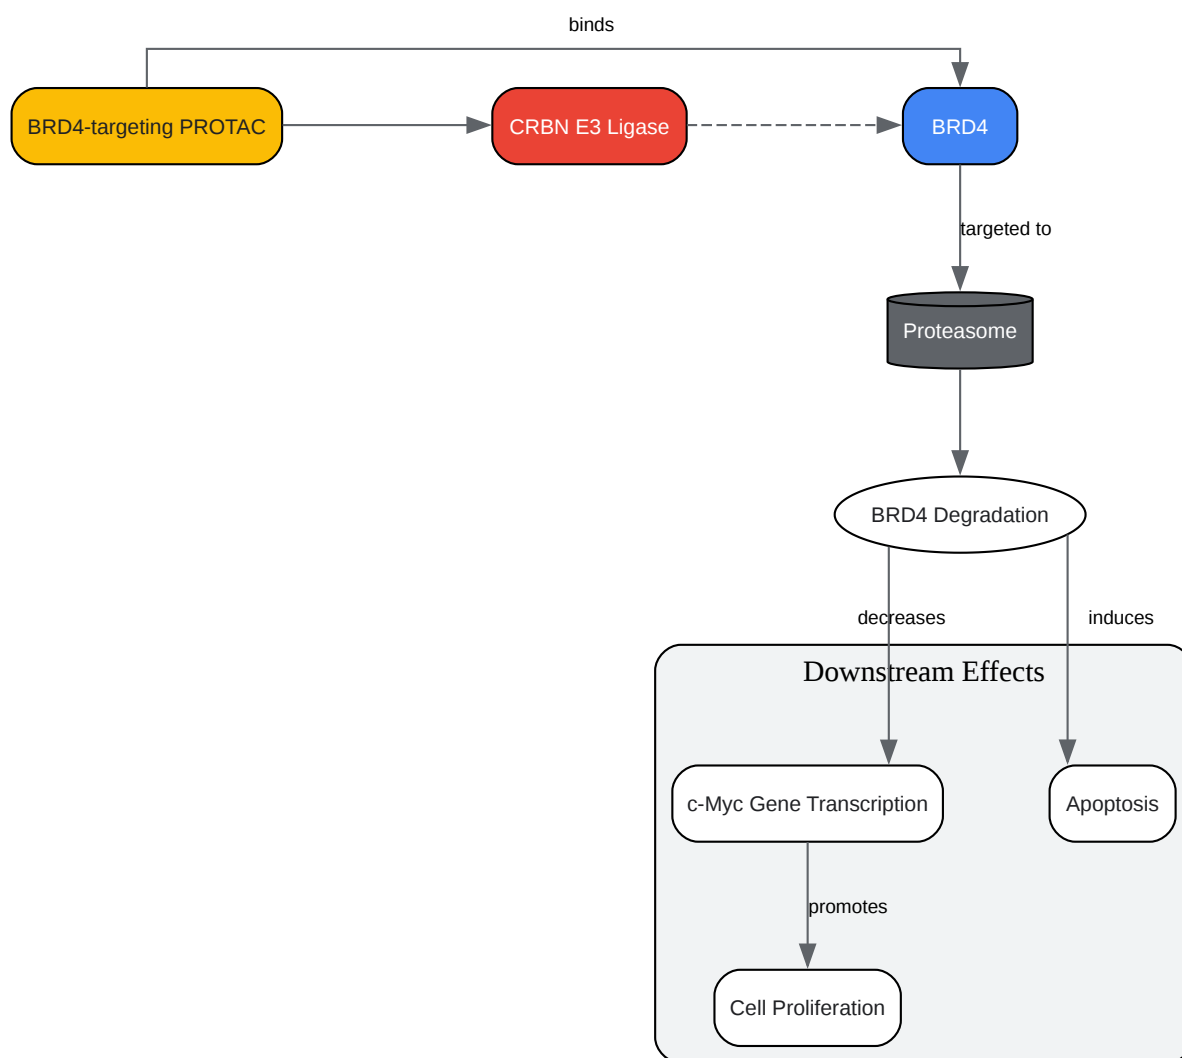 binds
BRD4-targeting PROTAC
CRBN E3 Ligase
BRD4
targeted to
Proteasome
BRD4 Degradation
decreases
induces
Downstream Effects
c-Myc Gene Transcription
Apoptosis
promotes
Cell Proliferation